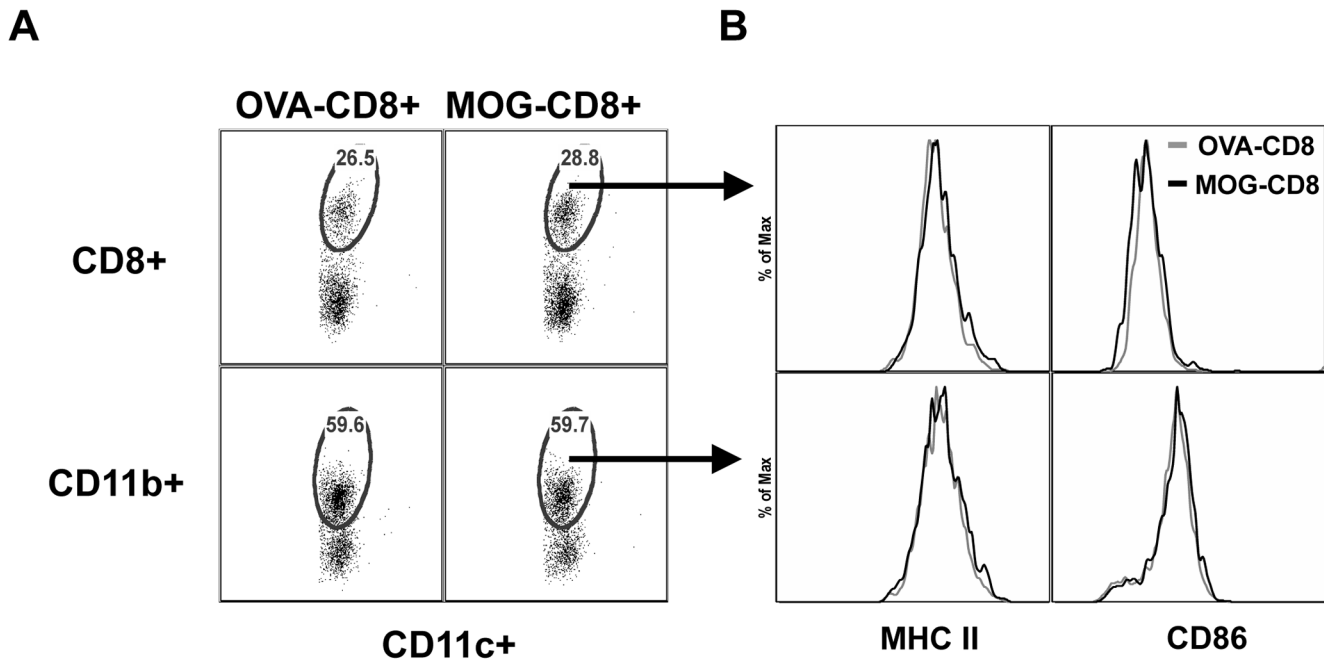 A
B
OVA-CD8+ MOG-CD8+
26.5
28.8
CD8+
59.6
59.7
CD11b+
CD11c+
OVA-CD8
MOG-CD8
% of Max
% of Max
MHC II
CD86